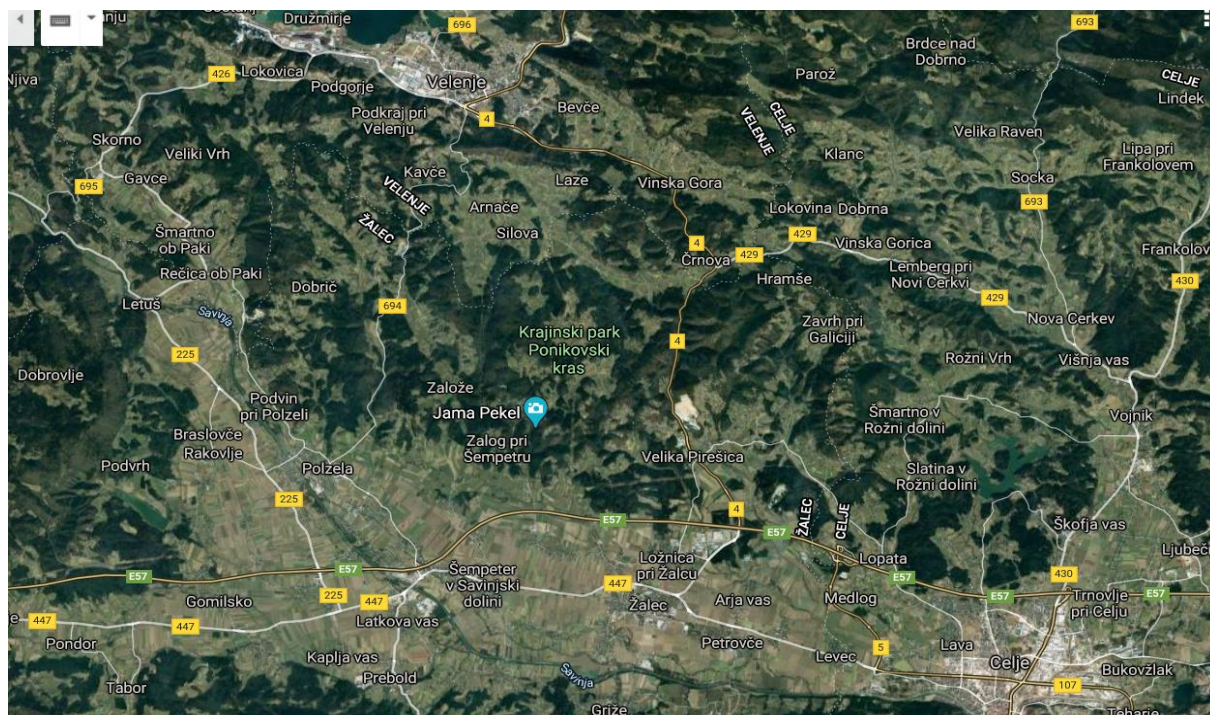 Družmirje
696
693
Brdce nad
Dobrno
426
Lokovica
Velenje
Parož
CELJE
Lindek
Njiva
Podgorje
Podkraj pri
Velenju
4
Bevče
CELJE
VELENJE
Velika Raven
Skorno
Veliki Vrh
Klanc
Lipa pri
Frankolovem
695
Gavce
Kavče
VELENJE
ŽALEC
Laze
Vinska Gora
Socka
693
Arnače
Silova
Lokovina
Dobrna
Šmartno
ob Paki
4
429
Vinska Gorica
Črnova
429
Frankolov
Rečica ob Paki
Dobrič
Hramše
Lemberg pri
Novi Cerkvi
430
Letuš
Savinja
694
429
Nova Cerkev
Krajinski park
Ponikovski
kras
4
Zavrh pri
Galiciji
225
Rožni Vrh
Višnja vas
Dobrovlje
Založe
Podvin
pri Polzeli
Jama Pekel
Šmartno v
Rožni dolini
Vojnik
Braslovče
Rakovlje
Zalog pri
Šempetru
Velika Pirešica
Podvrh
Polzela
Slatina v
Rožni dolini
225
4
ŽALEC
CELJE
E57
E57
Škofja vas
Ložnica
pri Žalcu
Lopata
Ljubeč
E57
E57
Šempeter
v Savinjski
dolini
447
E57
430
225
447
Gomilsko
Žalec
Arja vas
Medlog
E57
Trnovlje
pri Celju
E57
447
447
Latkova vas
Pondor
Petrovče
5
Lava
Kaplja vas
Levec
Celje
Bukovžlak
Prebold
Savinja
Tabor
107
Griže
Teharje